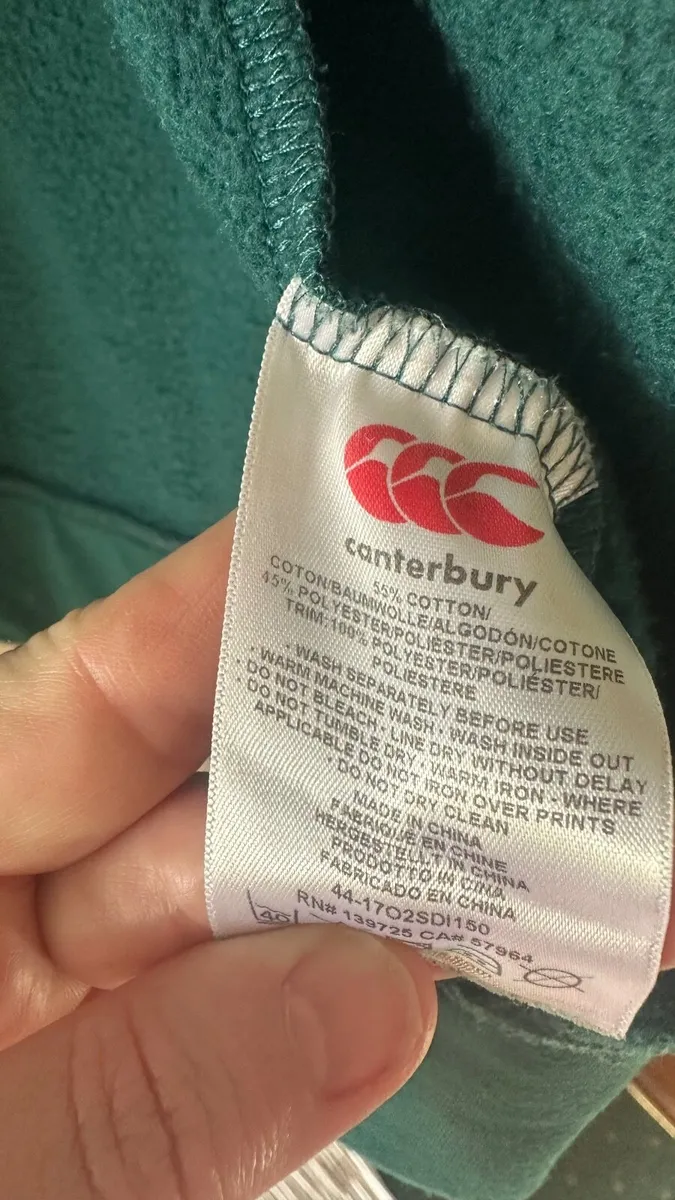 canterbury
55% COTTON/
COTON/BAUMWOLLE/ALGODÓN/COTONE
45% POLYESTER/POLIÉSTER/POLIESTERE
TRIM:100% POLYESTER/POLIÉSTER/
POLIESTERE
· WASH SEPARATELY BEFORE USE
· WARM MACHINE WASH · WASH INSIDE OUT
· DO NOT BLEACH · LINE DRY WITHOUT DELAY
· DO NOT TUMBLE DRY · WARM IRON - WHERE
APPLICABLE DO NOT IRON OVER PRINTS
· DO NOT DRY CLEAN
MADE IN CHINA
FABRIQUÉ EN CHINE
HERGESTELLT IN CHINA
PRODOTTO IN CINA
FABRICADO EN CHINA
44-17O2SDI150
RN# 139725 CA# 57964
40